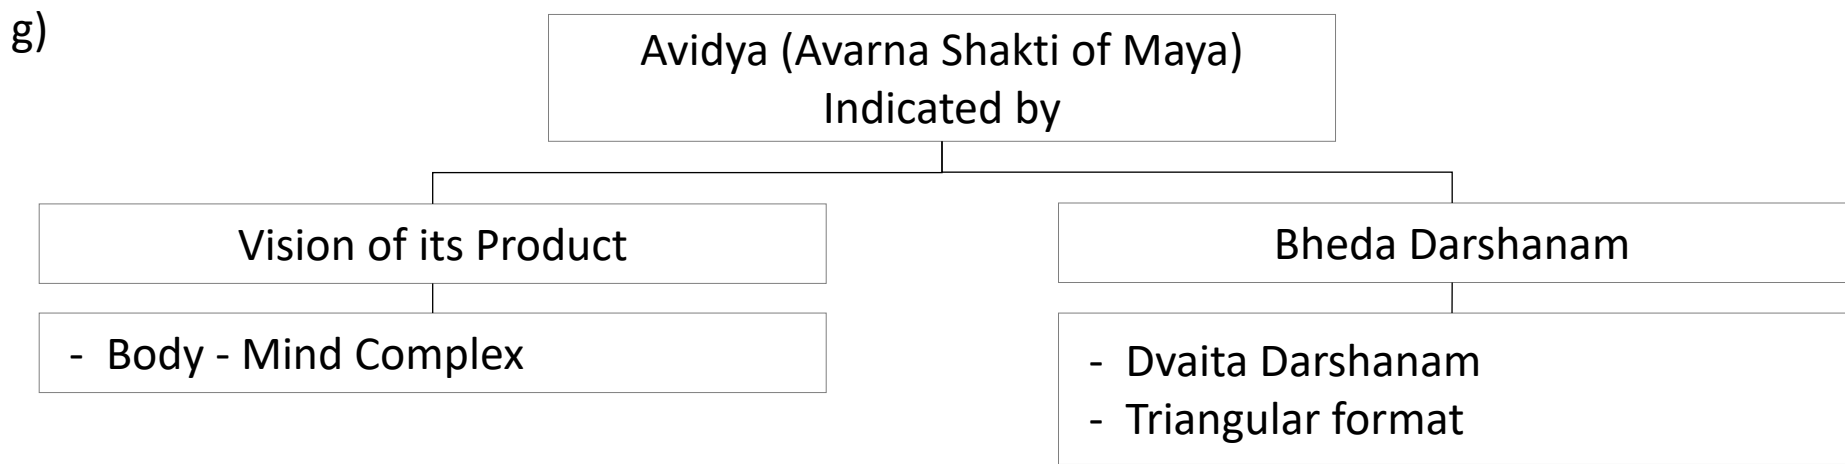 g)
Avidya (Avarna Shakti of Maya)
Indicated by
Vision of its Product
Bheda Darshanam
- Body - Mind Complex
- Dvaita Darshanam
- Triangular format